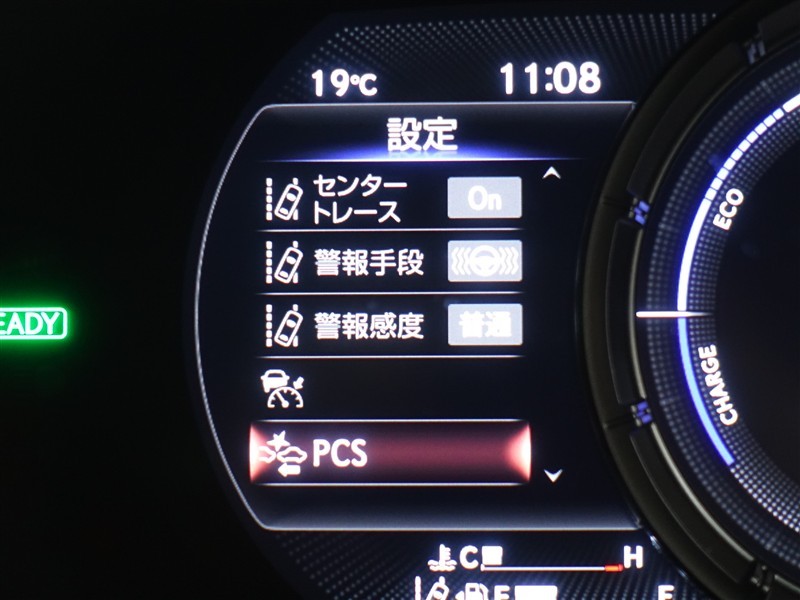 19℃
11:08
設定
センター
トレース
On
警報手段
警報感度
普通
PCS
EADY
ECO
CHARGE
C
H
E
F